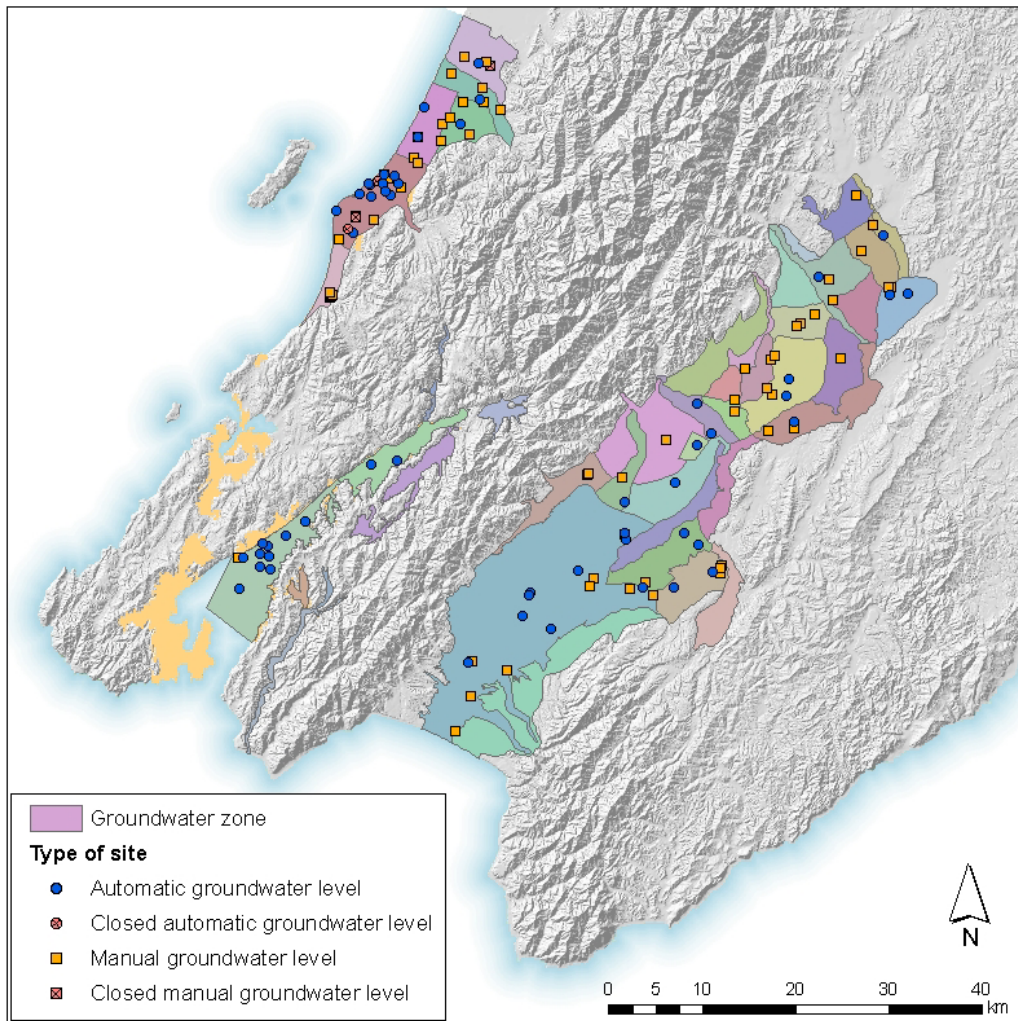 Groundwater zone
Type of site
Automatic groundwater level
Closed automatic groundwater level
Manual groundwater level
Closed manual groundwater level
N
0 5 10 20 30 40
km